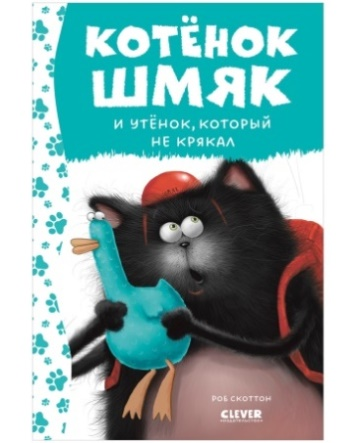 КОТЁНОК
ШМЯК
И УТЁНОК, КОТОРЫЙ
НЕ КРЯКАЛ
РОБ СКОТТОН
CLEVER